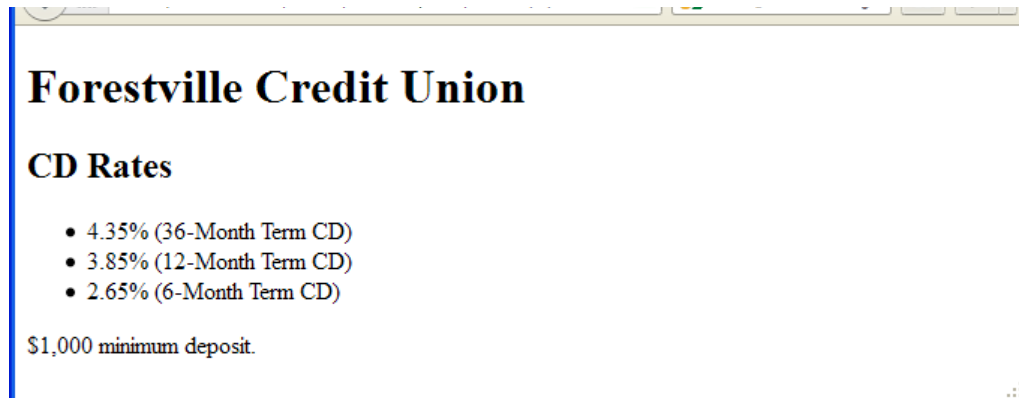 Forestville Credit Union
CD Rates
• 4.35% (36-Month Term CD)
• 3.85% (12-Month Term CD)
• 2.65% (6-Month Term CD)
$1,000 minimum deposit.